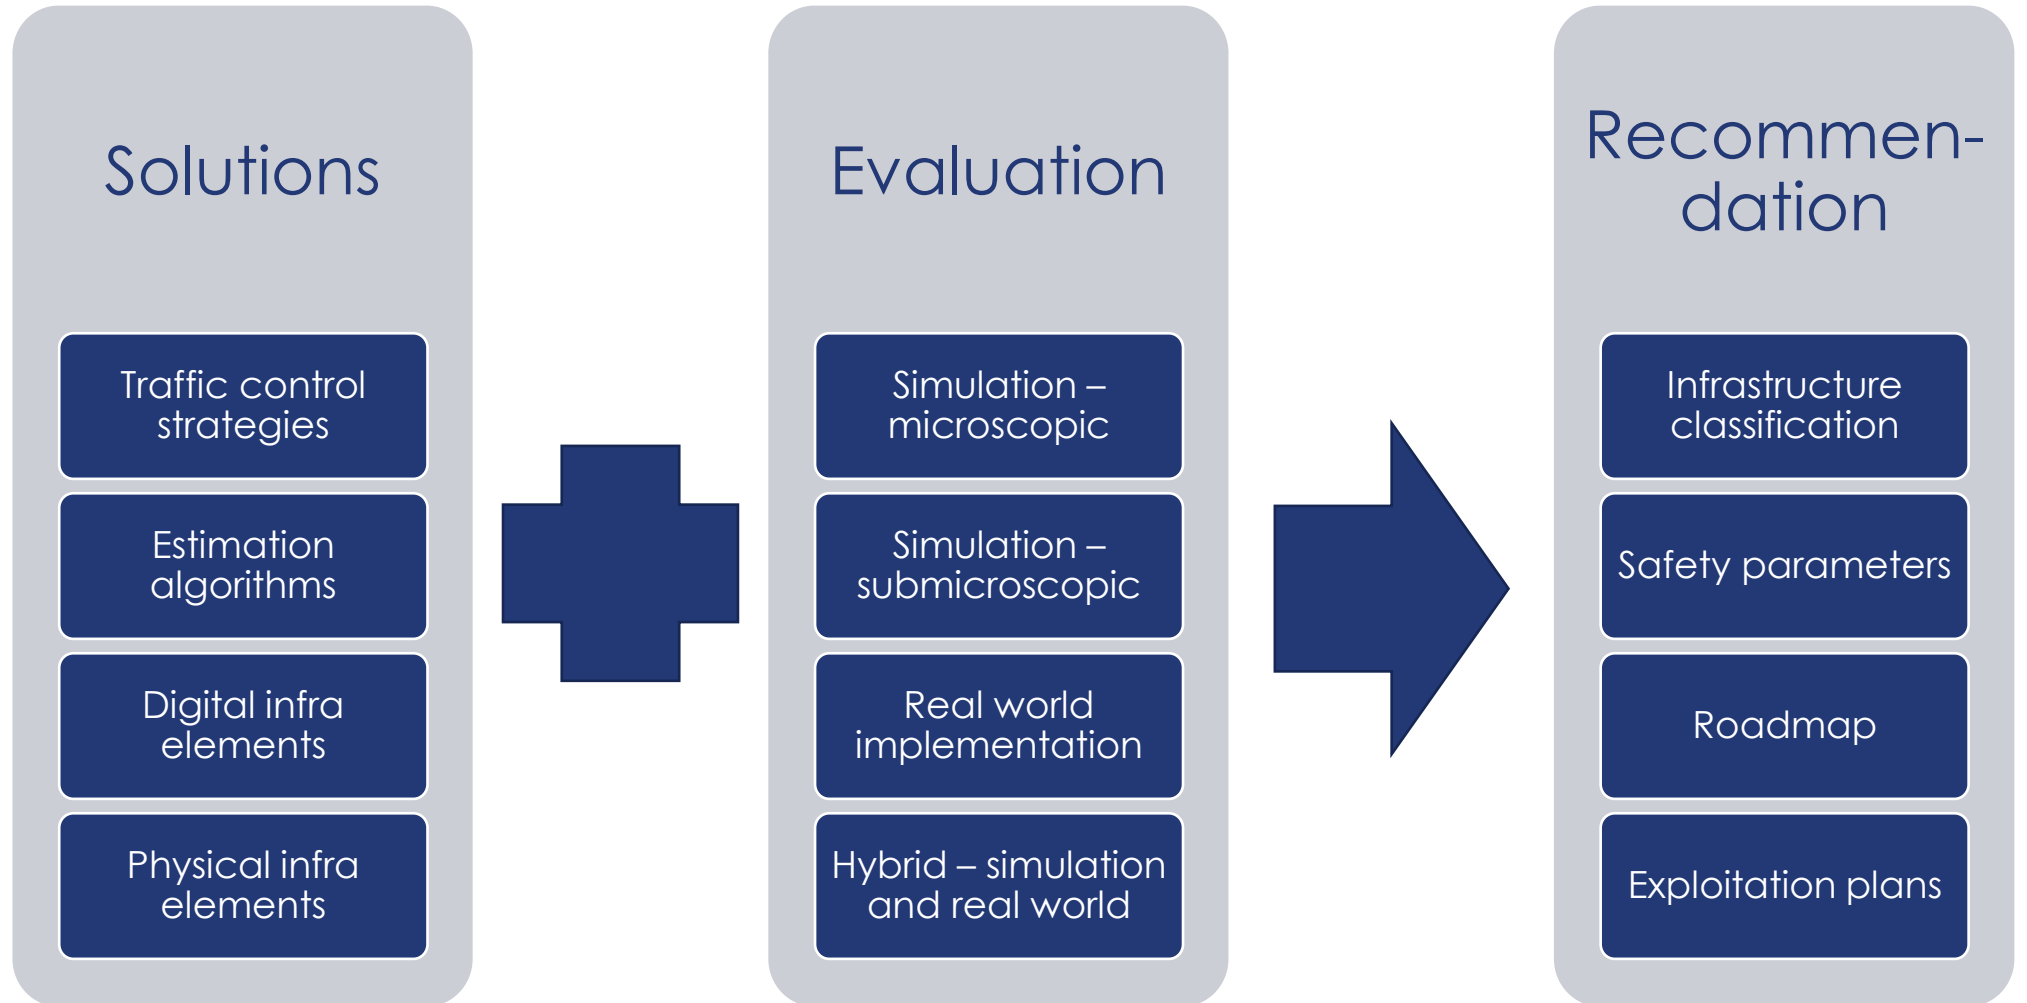 Solutions
Traffic control
strategies
Estimation
algorithms
Digital infra
elements
Physical infra
elements
Evaluation
Simulation –
microscopic
Simulation –
submicroscopic
Real world
implementation
Hybrid – simulation
and real world
Recommen-
dation
Infrastructure
classification
Safety parameters
Roadmap
Exploitation plans